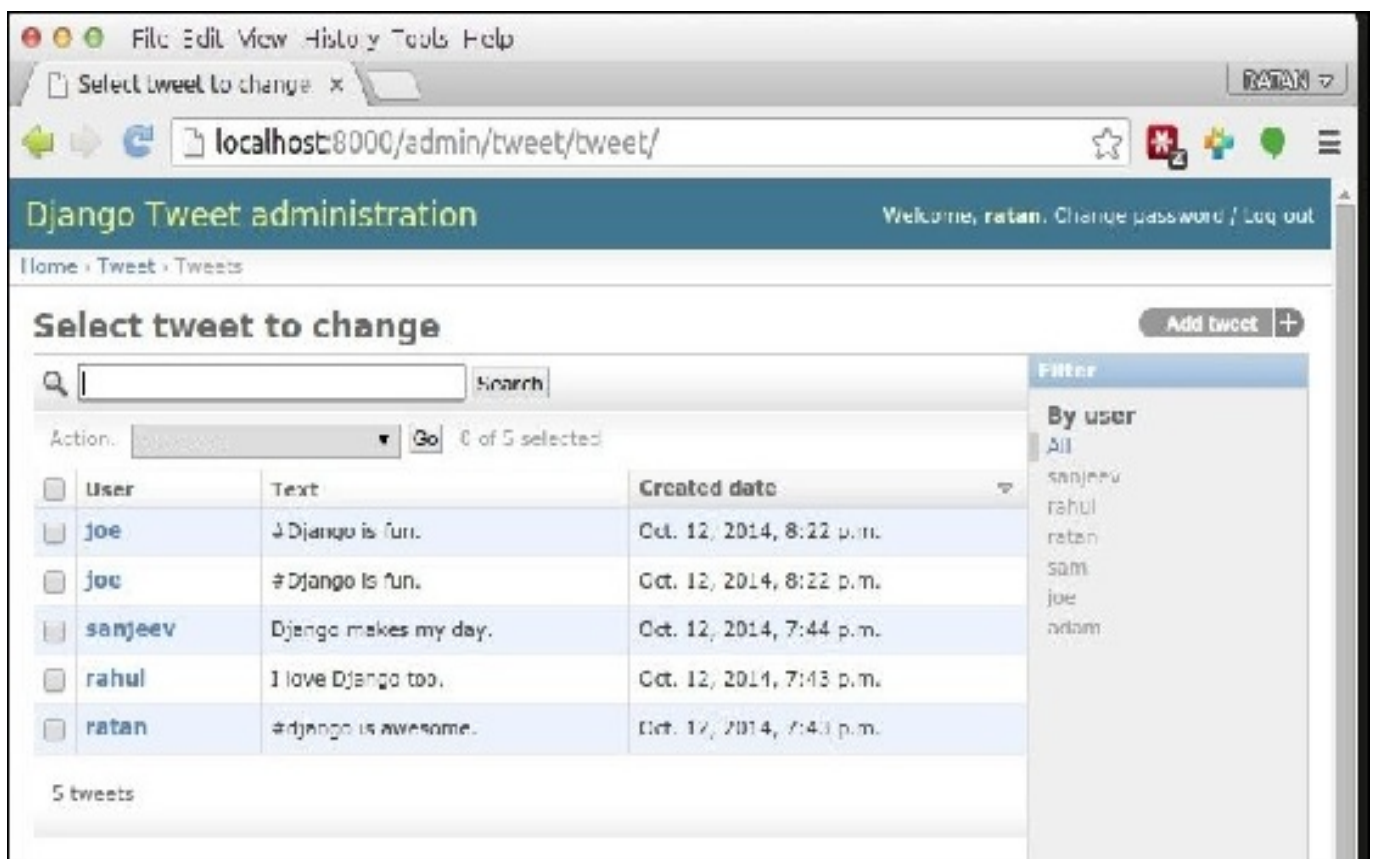 File Edit View History Tools Help
Select tweet to change ×
RATAN
localhost:8000/admin/tweet/tweet/
Django Tweet administration
Welcome, ratan. Change password / Log out
Home › Tweet › Tweets
Select tweet to change
Add tweet +
Search
Filter
By user
All
sanjeev
rahul
ratan
sam
joe
adam
Action:
Go 0 of 5 selected
User Text Created date
joe #Django is fun. Oct. 12, 2014, 8:22 p.m.
joe #Django is fun. Oct. 12, 2014, 8:22 p.m.
sanjeev Django makes my day. Oct. 12, 2014, 7:44 p.m.
rahul I love Django too. Oct. 12, 2014, 7:43 p.m.
ratan #django is awesome. Oct. 12, 2014, 7:43 p.m.
5 tweets